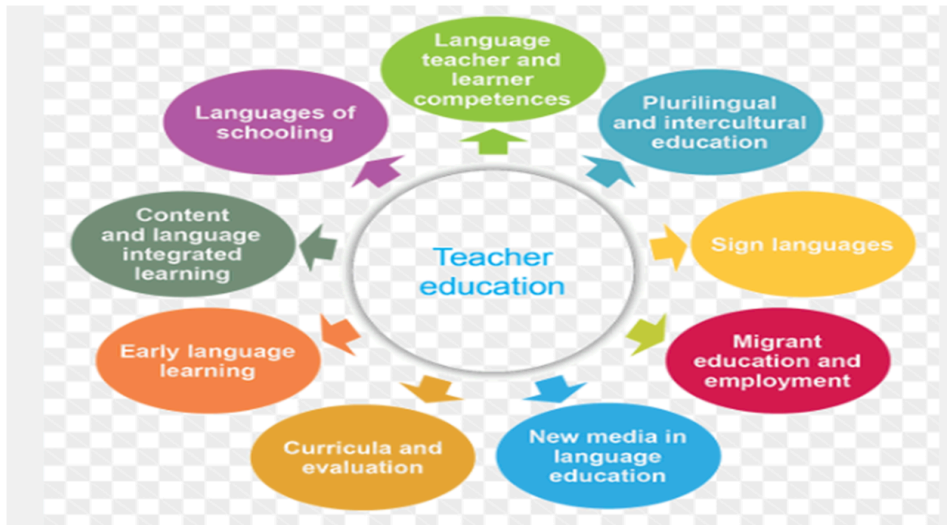 Language
teacher and
learner
competences
Plurilingual
and intercultural
education
Sign languages
Migrant
education and
employment
New media in
language
education
Curricula and
evaluation
Early language
learning
Content
and language
integrated
learning
Languages of
schooling
Teacher
education